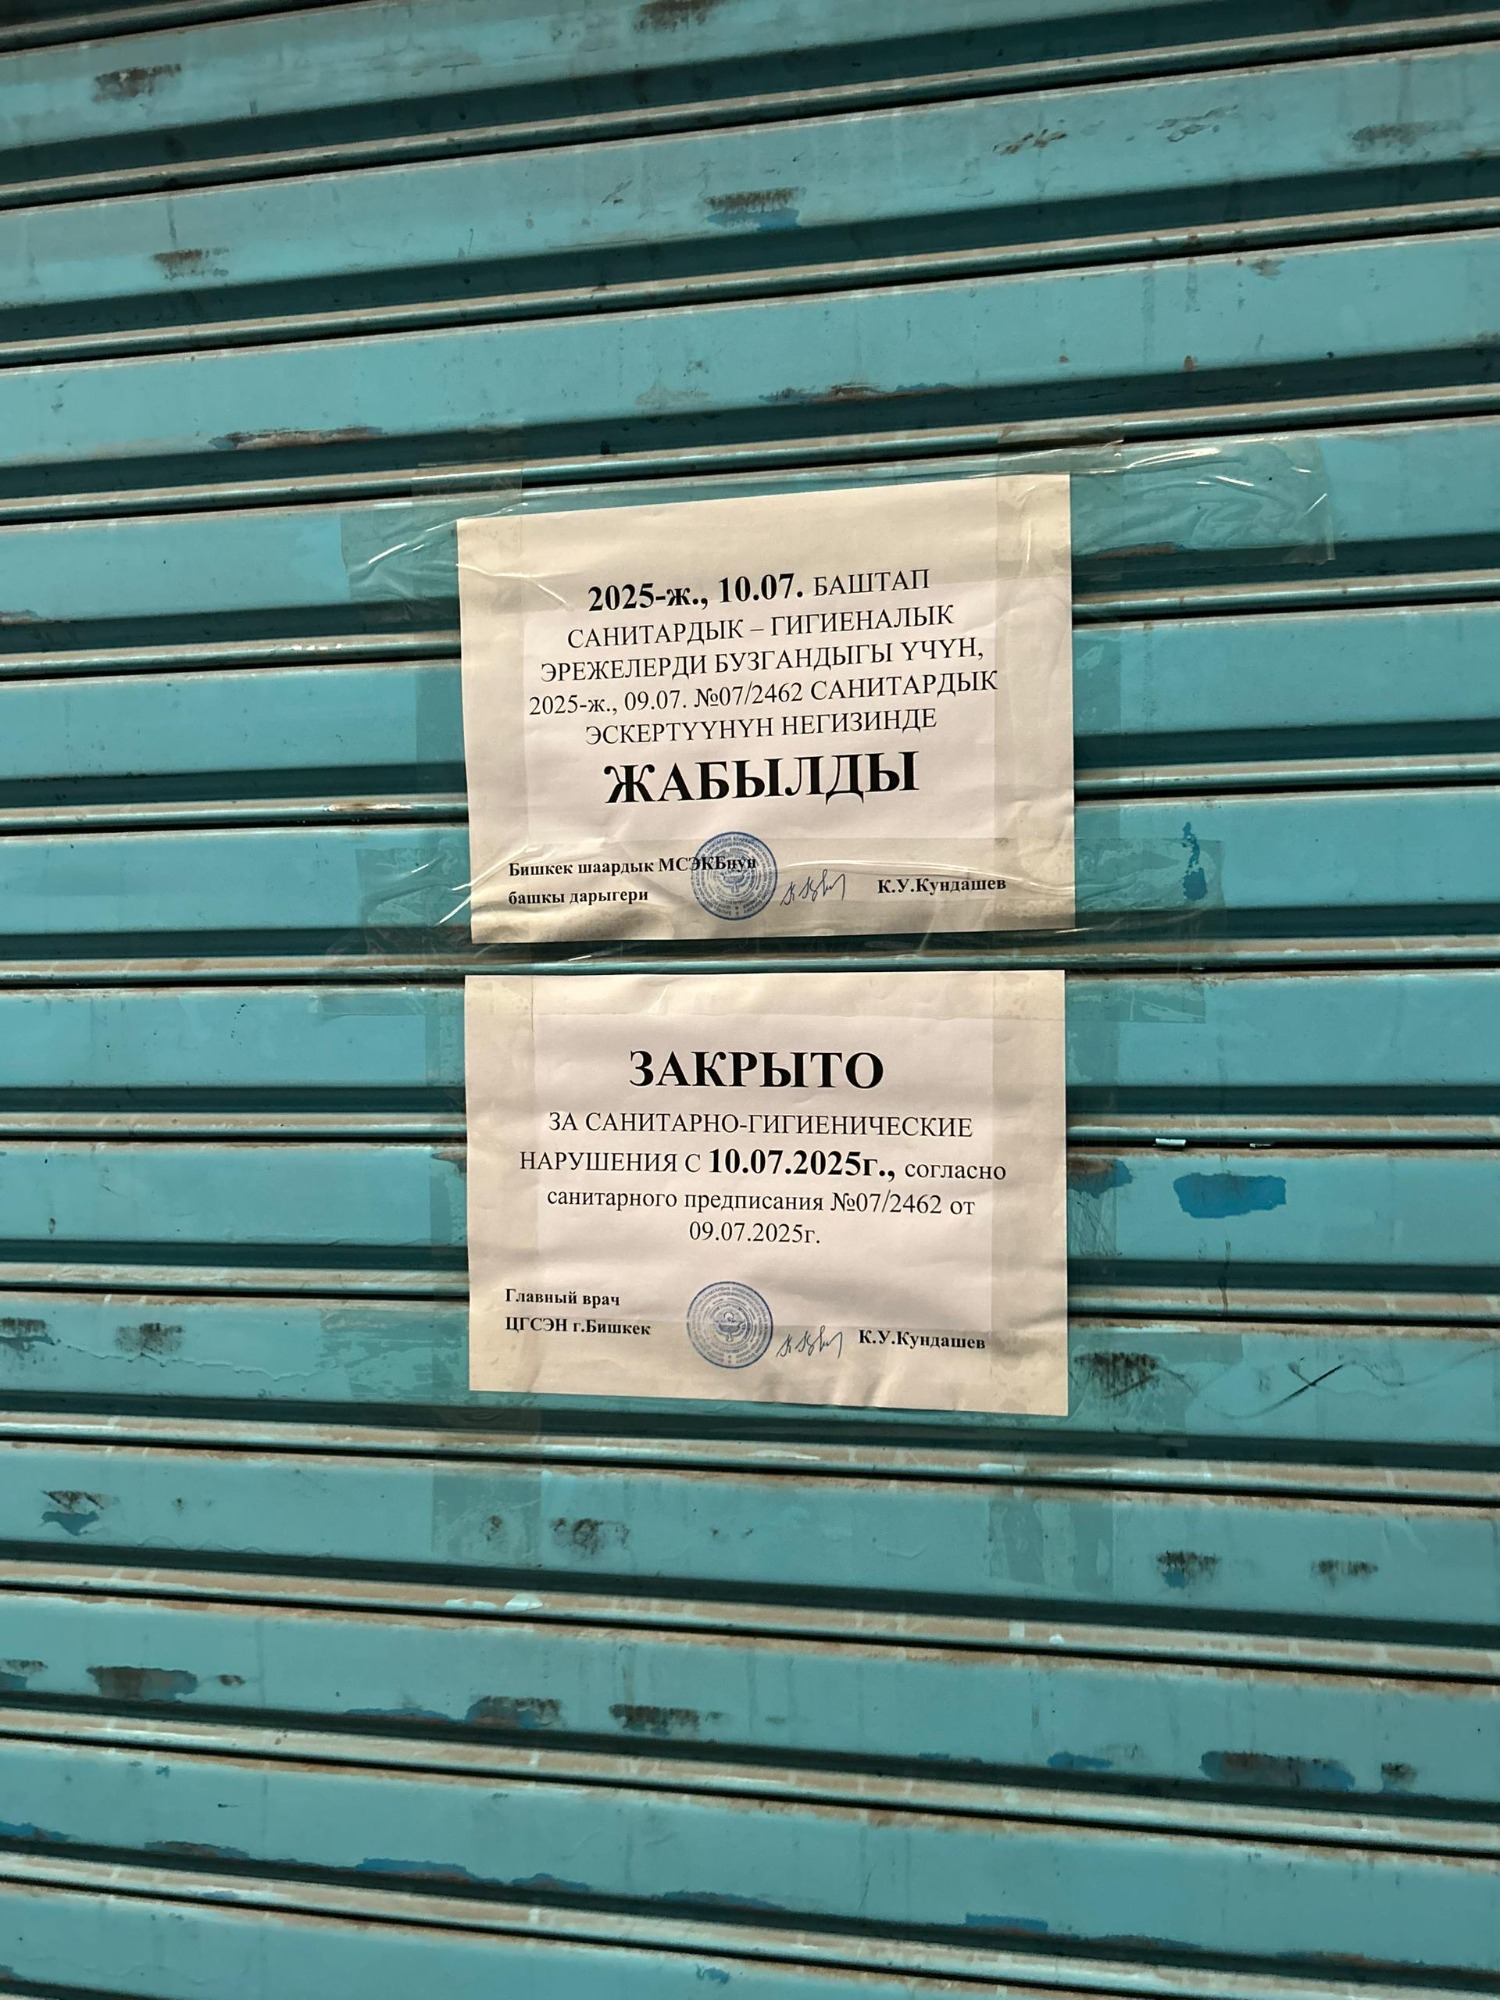 2025-ж., 10.07. БАШТАП
САНИТАРДЫК – ГИГИЕНАЛЫК
ЭРЕЖЕЛЕРДИ БУЗГАНДЫГЫ ҮЧҮН,
2025-ж., 09.07. №07/2462 САНИТАРДЫК
ЭСКЕРТҮҮНҮН НЕГИЗИНДЕ
ЖАБЫЛДЫ
Бишкек шаардык МСЭКБнун
башкы дарыгери К.У.Кундашев
ЗАКРЫТО
ЗА САНИТАРНО-ГИГИЕНИЧЕСКИЕ
НАРУШЕНИЯ С 10.07.2025г., согласно
санитарного предписания №07/2462 от
09.07.2025г.
Главный врач
ЦГСЭН г.Бишкек К.У.Кундашев